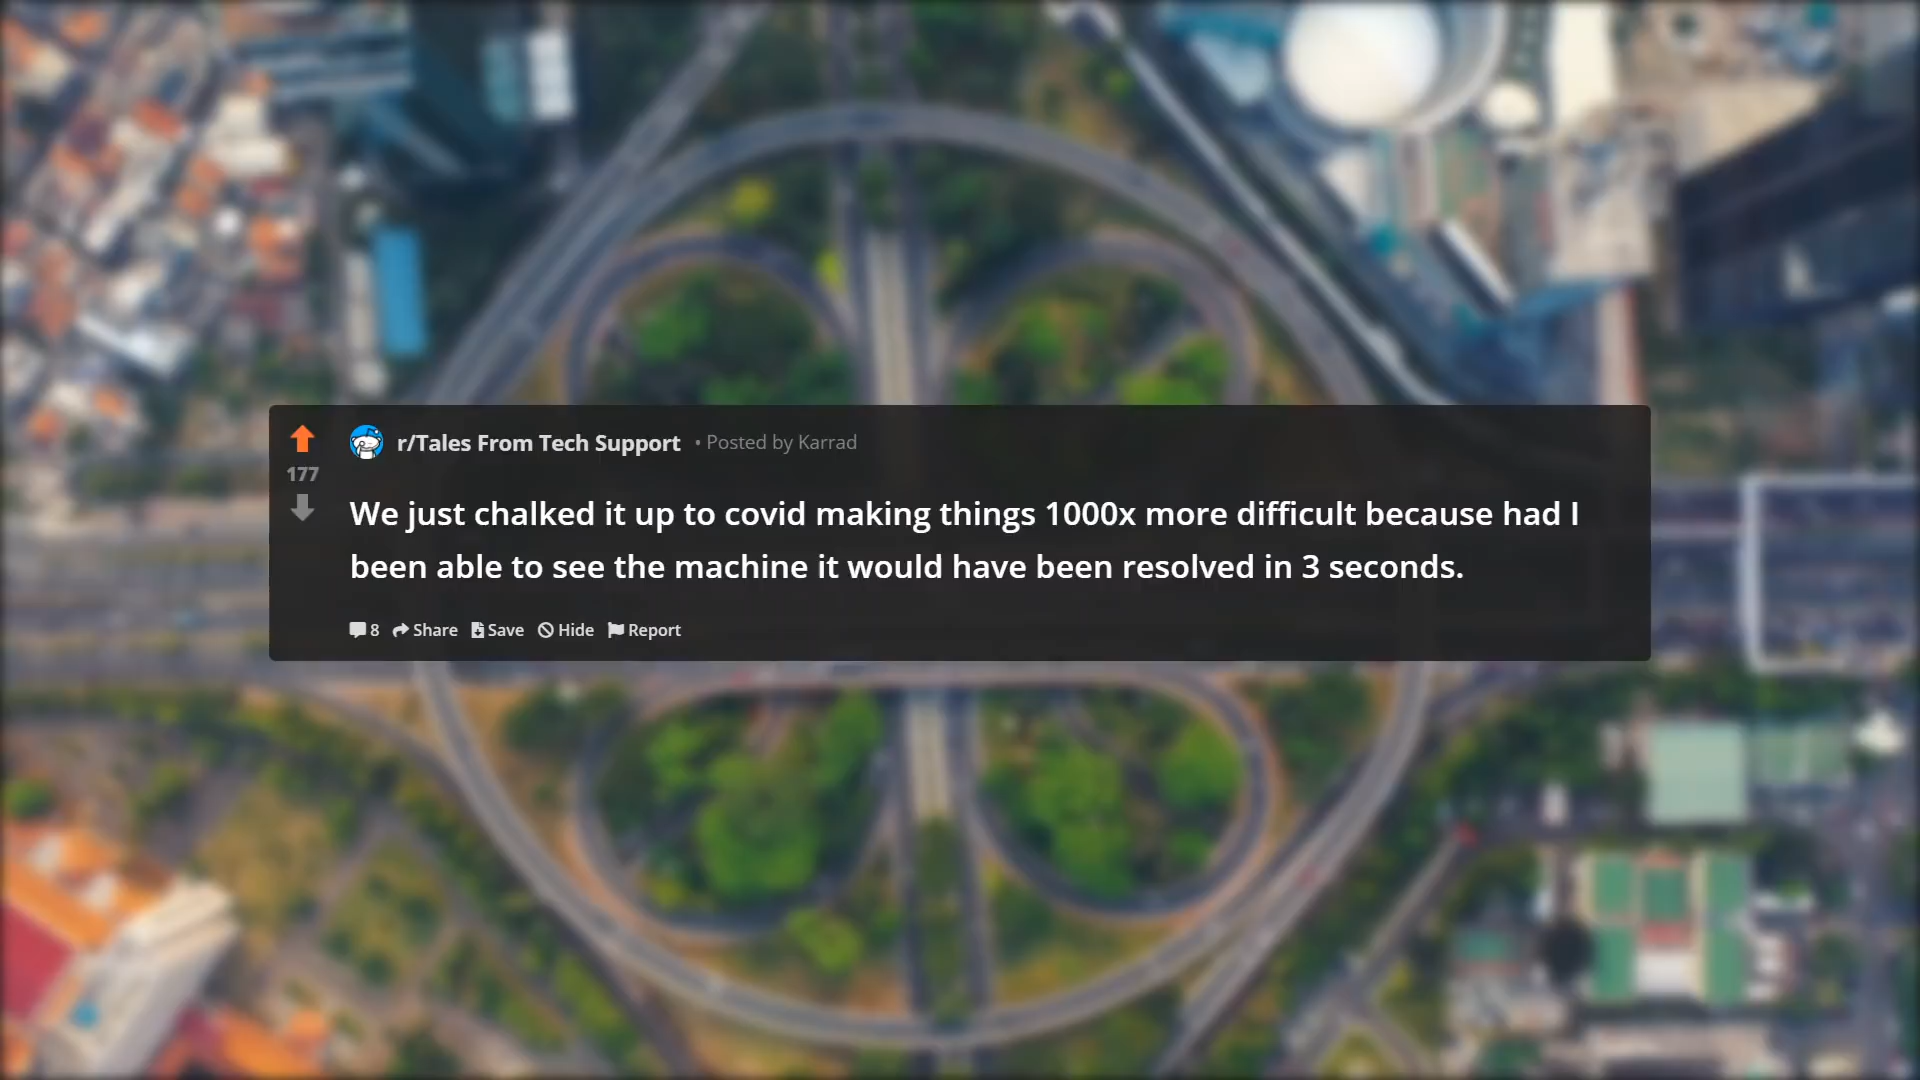 r/Tales From Tech Support • Posted by Karrad
177
We just chalked it up to covid making things 1000x more difficult because had I
been able to see the machine it would have been resolved in 3 seconds.
8 Share Save Hide Report